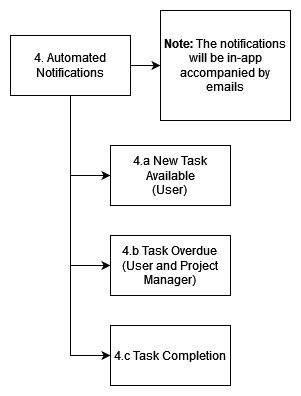 4. Automated
Notifications
Note: The notifications
will be in-app
accompanied by
emails
4.a New Task
Available
(User)
4.b Task Overdue
(User and Project
Manager)
4.c Task Completion